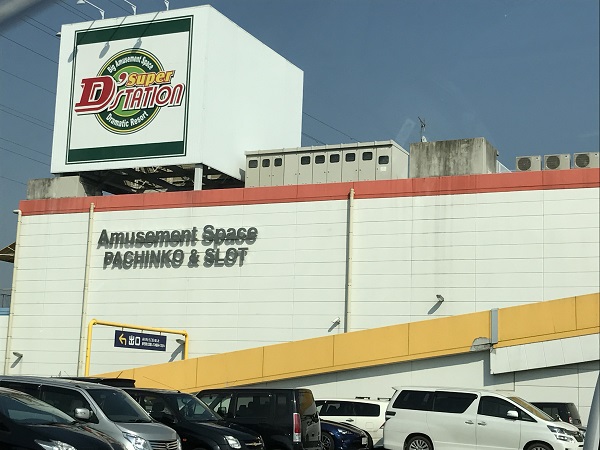 Big Amusement Space
Super
D'STATION
Dramatic Resort
Amusement Space
PACHINKO & SLOT
出口